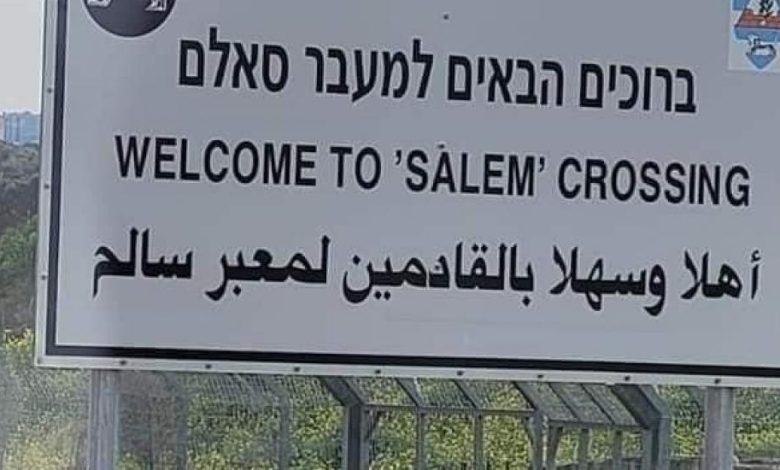 ברוכים הבאים למעבר סאלם
WELCOME TO 'SALEM' CROSSING
أهلا وسهلا بالقادمين لمعبر سالم